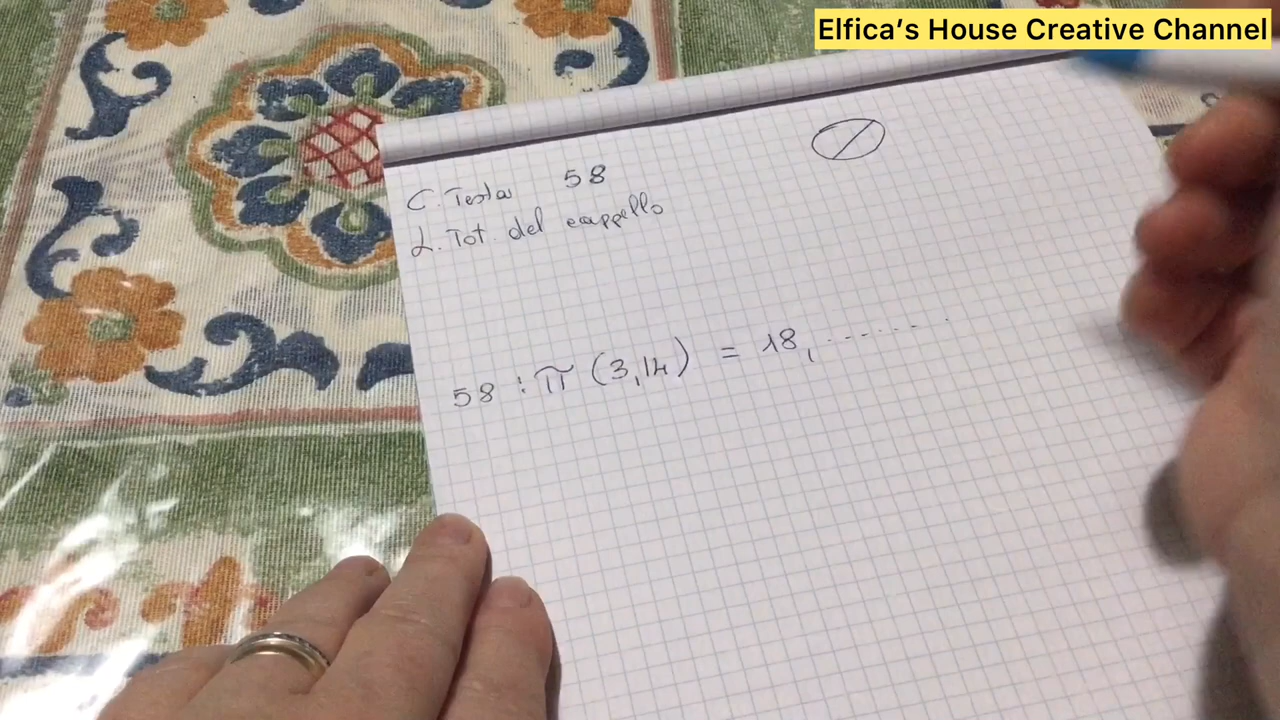 Elfica’s House Creative Channel
C. Testa 58
L. Tot. del cappello
58 : π (3,14) = 18, ........